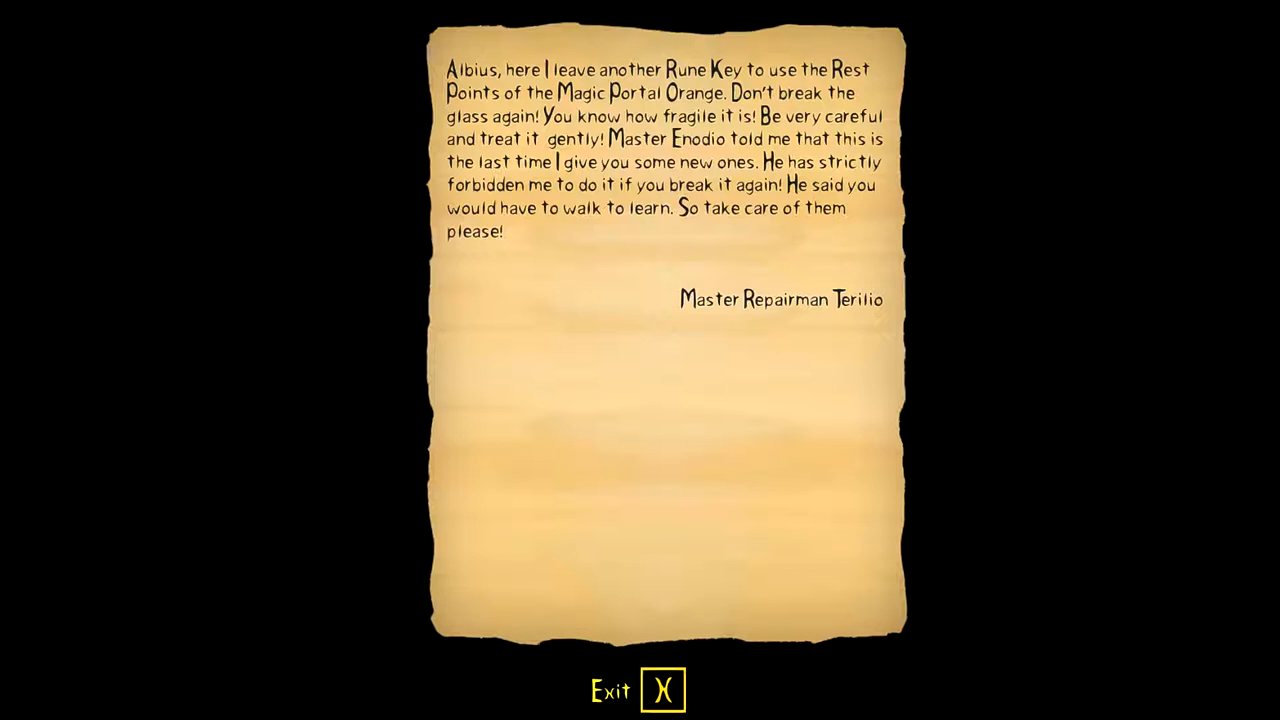 Albius, here I leave another Rune Key to use the Rest
Points of the Magic Portal Orange. Don't break the
glass again! You know how fragile it is! Be very careful
and treat it gently! Master Enodio told me that this is
the last time I give you some new ones. He has strictly
forbidden me to do it if you break it again! He said you
would have to walk to learn. So take care of them
please!
Master Repairman Terilio
Exit X